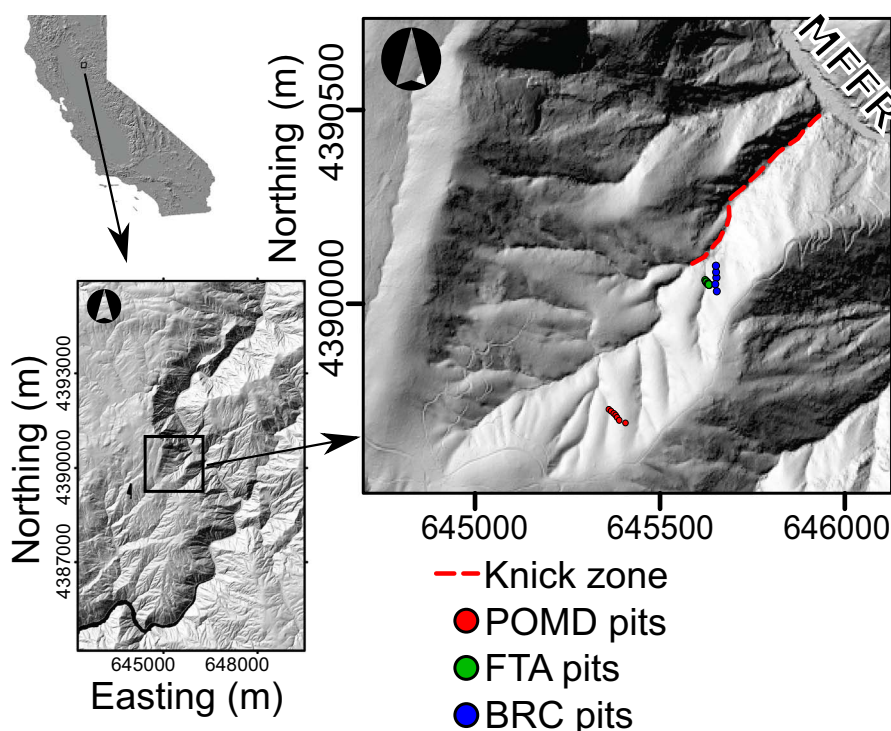 MFFR
Northing (m)
4390500
4390000
645000 645500 646000
Northing (m)
4393000
4390000
4387000
645000 648000
Easting (m)
Knick zone
POMD pits
FTA pits
BRC pits